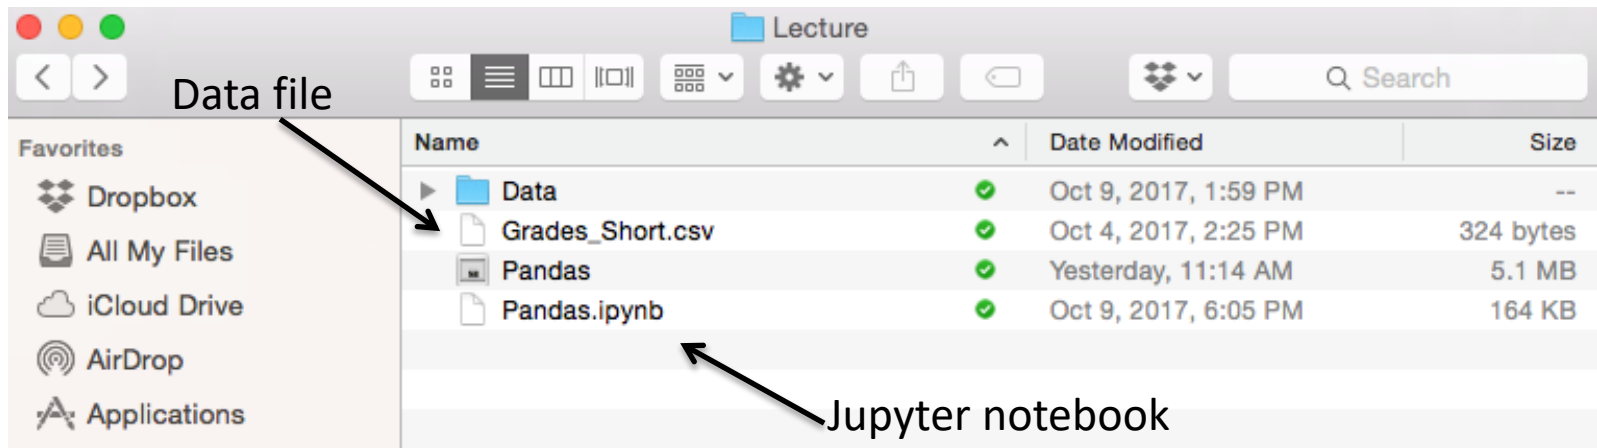 Lecture
Search
Data file
Favorites
Dropbox
All My Files
iCloud Drive
AirDrop
Applications
Name Date Modified Size
Data Oct 9, 2017, 1:59 PM --
Grades_Short.csv Oct 4, 2017, 2:25 PM 324 bytes
Pandas Yesterday, 11:14 AM 5.1 MB
Pandas.ipynb Oct 9, 2017, 6:05 PM 164 KB
Jupyter notebook